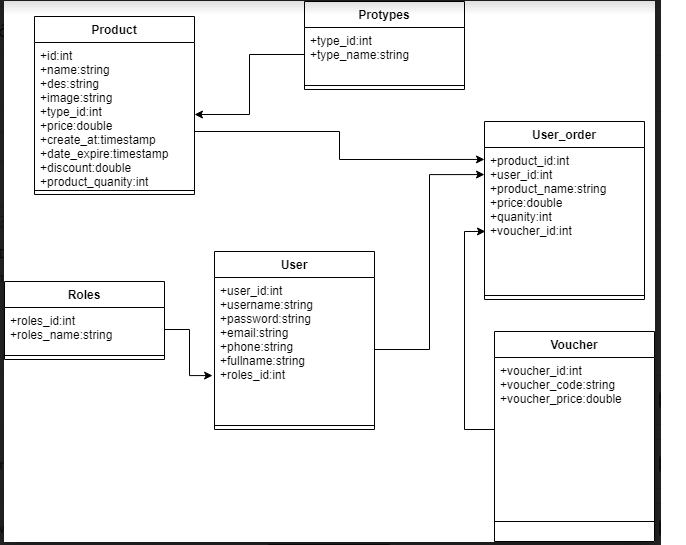 Product
+id:int
+name:string
+des:string
+image:string
+type_id:int
+price:double
+create_at:timestamp
+date_expire:timestamp
+discount:double
+product_quanity:int
Protypes
+type_id:int
+type_name:string
User_order
+product_id:int
+user_id:int
+product_name:string
+price:double
+quanity:int
+voucher_id:int
User
+user_id:int
+username:string
+password:string
+email:string
+phone:string
+fullname:string
+roles_id:int
Roles
+roles_id:int
+roles_name:string
Voucher
+voucher_id:int
+voucher_code:string
+voucher_price:double